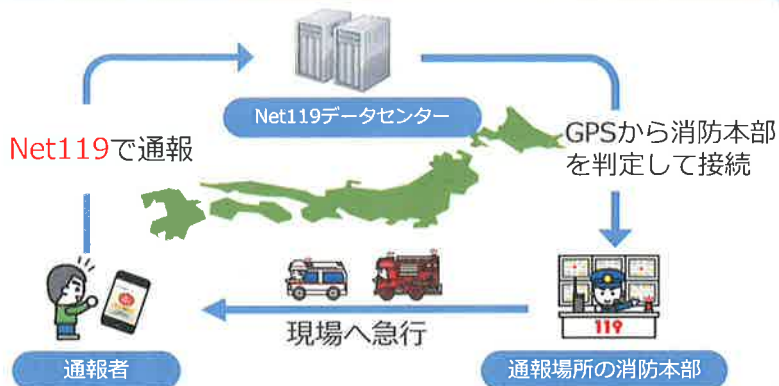 Net119データセンター
Net119で通報
GPSから消防本部
を判定して接続
119
現場へ急行
通報者
通報場所の消防本部